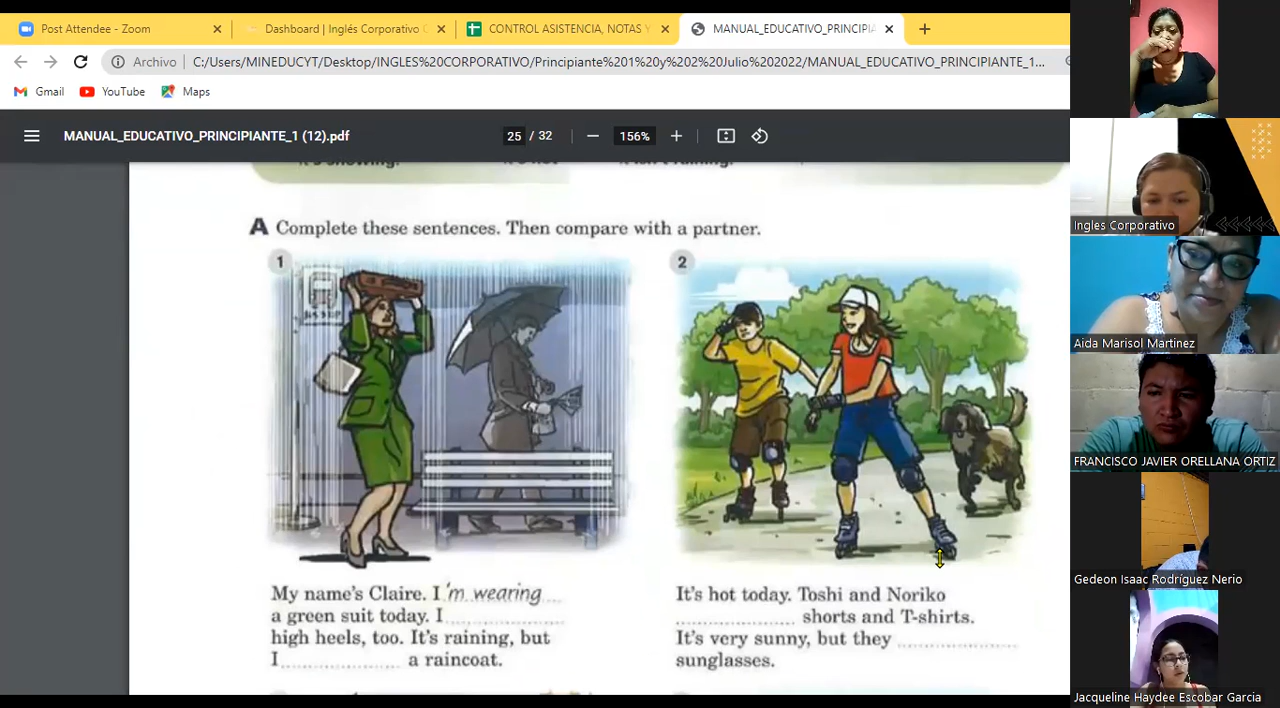 Post Attendee - Zoom
Dashboard | Inglés Corporativo
CONTROL ASISTENCIA, NOTAS Y
MANUAL_EDUCATIVO_PRINCIPIA
Archivo
C:/Users/MINEDUCYT/Desktop/INGLES%20CORPORATIVO/Principiante%201%20y%202%20Julio%202022/MANUAL_EDUCATIVO_PRINCIPIANTE_1...
Gmail
YouTube
Maps
MANUAL_EDUCATIVO_PRINCIPIANTE_1 (12).pdf
25 / 32
156%
A Complete these sentences. Then compare with a partner.
1
2
My name's Claire. I 'm wearing
a green suit today. I
high heels, too. It's raining, but
I a raincoat.
It's hot today. Toshi and Noriko
shorts and T-shirts.
It's very sunny, but they
sunglasses.
Ingles Corporativo
Aida Marisol Martinez
FRANCISCO JAVIER ORELLANA ORTIZ
Gedeon Isaac Rodríguez Nerio
Jacqueline Haydee Escobar Garcia